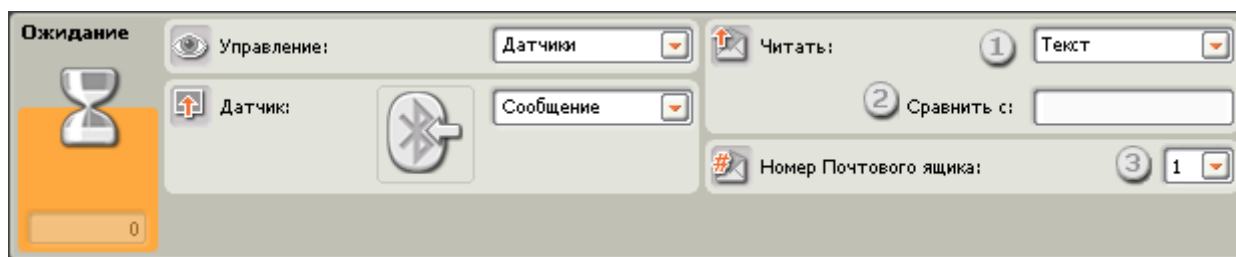 Ожидание
Управление:
Датчики
Датчик:
Сообщение
0
Читать:
1
Текст
2
Сравнить с:
#
Номер Почтового ящика:
3
1